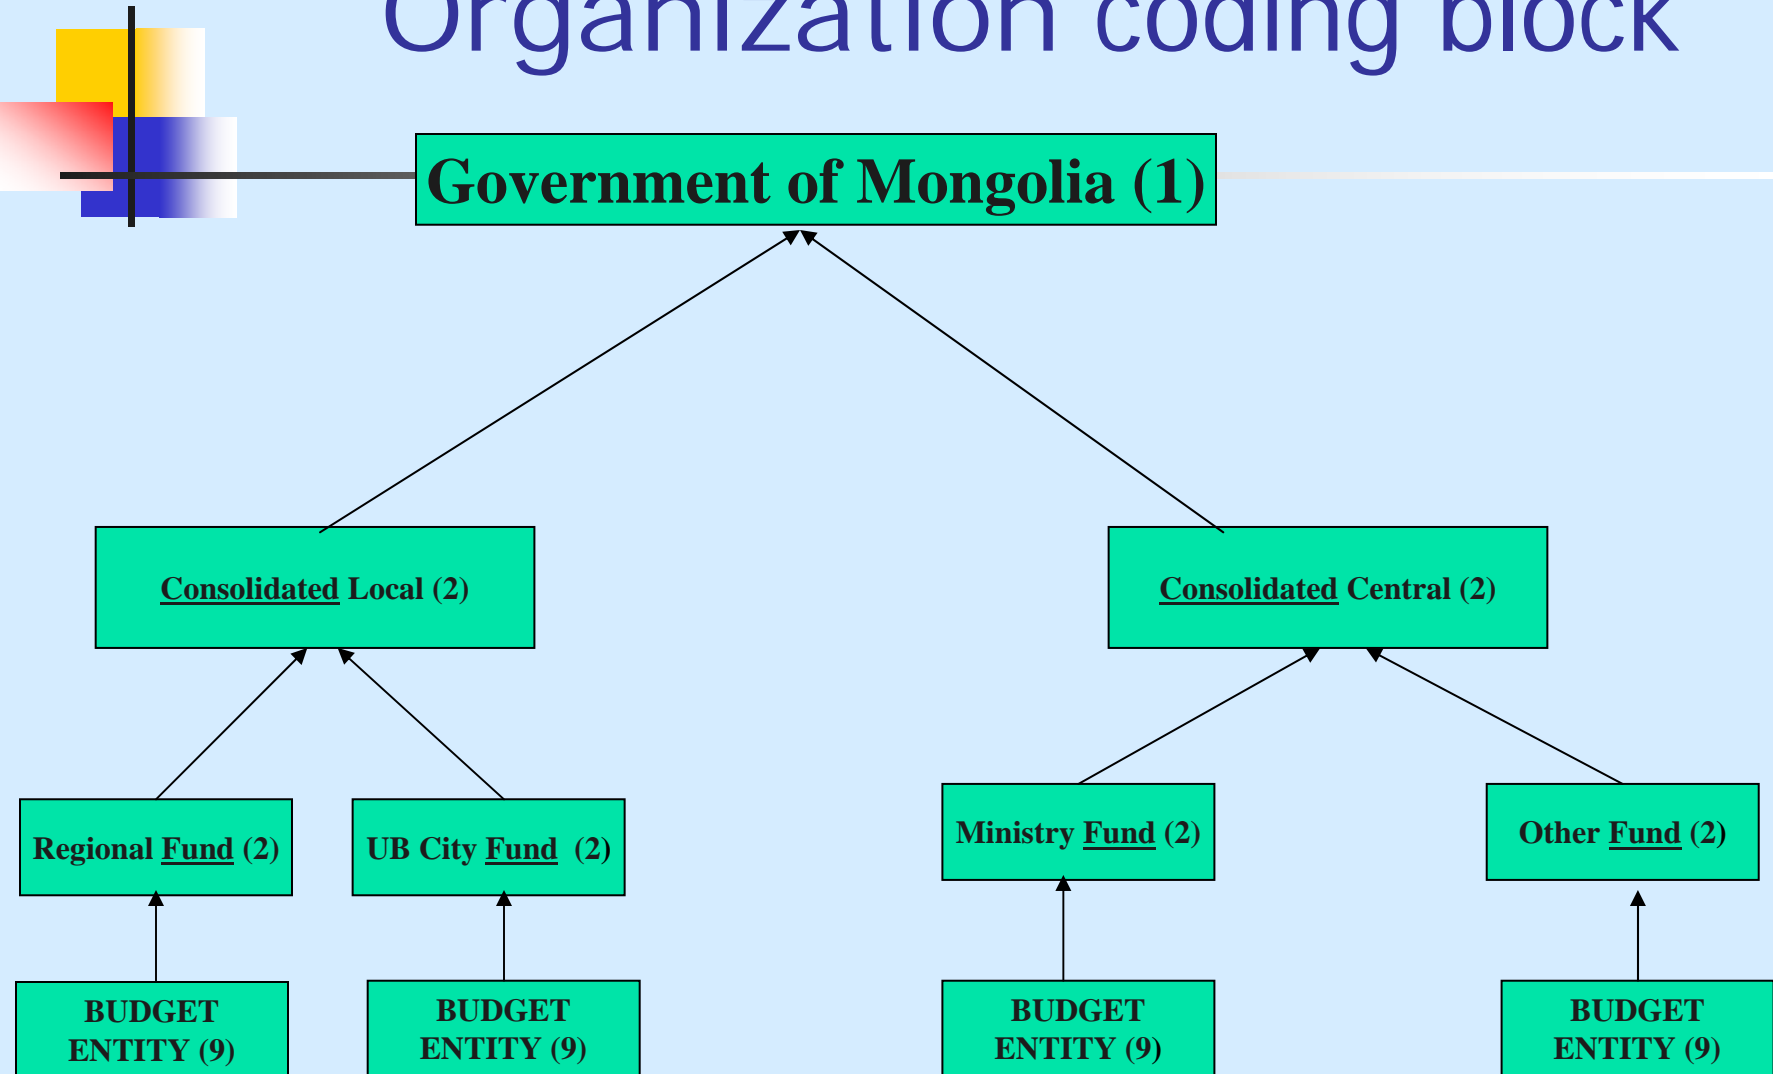 Organization coding block
Government of Mongolia (1)
Consolidated Local (2)
Consolidated Central (2)
Regional Fund (2)
UB City Fund (2)
Ministry Fund (2)
Other Fund (2)
BUDGET
ENTITY (9)
BUDGET
ENTITY (9)
BUDGET
ENTITY (9)
BUDGET
ENTITY (9)